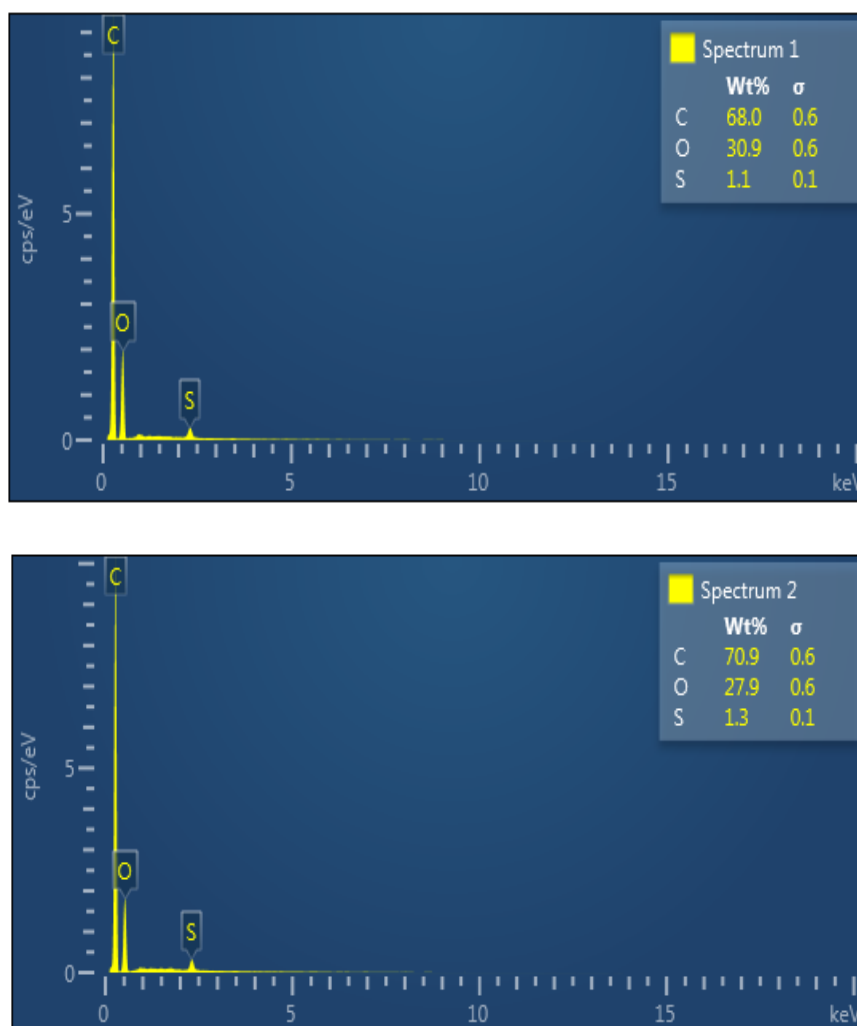 C
Spectrum 1
Wt% σ
C 68.0 0.6
O 30.9 0.6
S 1.1 0.1
cps/eV
5
O
S
0
0 5 10 15 keV
C
Spectrum 2
Wt% σ
C 70.9 0.6
O 27.9 0.6
S 1.3 0.1
cps/eV
5
O
S
0
0 5 10 15 keV